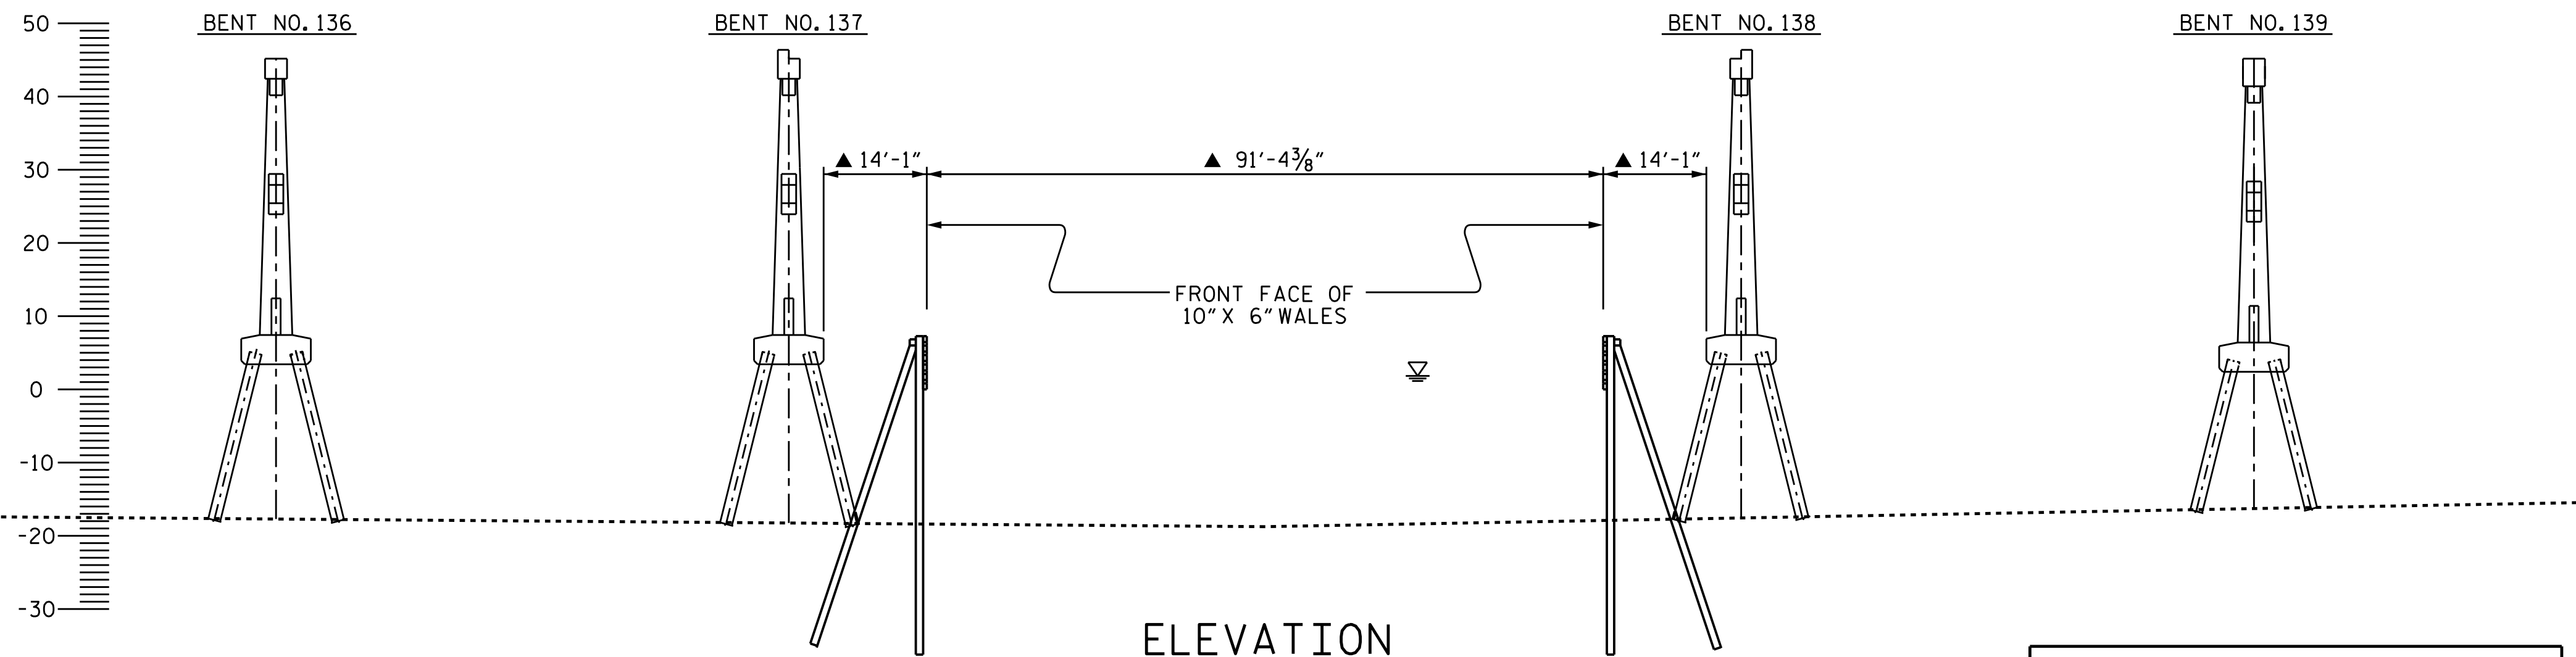 BENT NO. 136
BENT NO. 137
BENT NO. 138
BENT NO. 139
50
40
30
20
10
0
-10
-20
-30
▲ 14'-1"
▲ 91'-4⅜"
▲ 14'-1"
FRONT FACE OF
10" X 6" WALES
ELEVATION